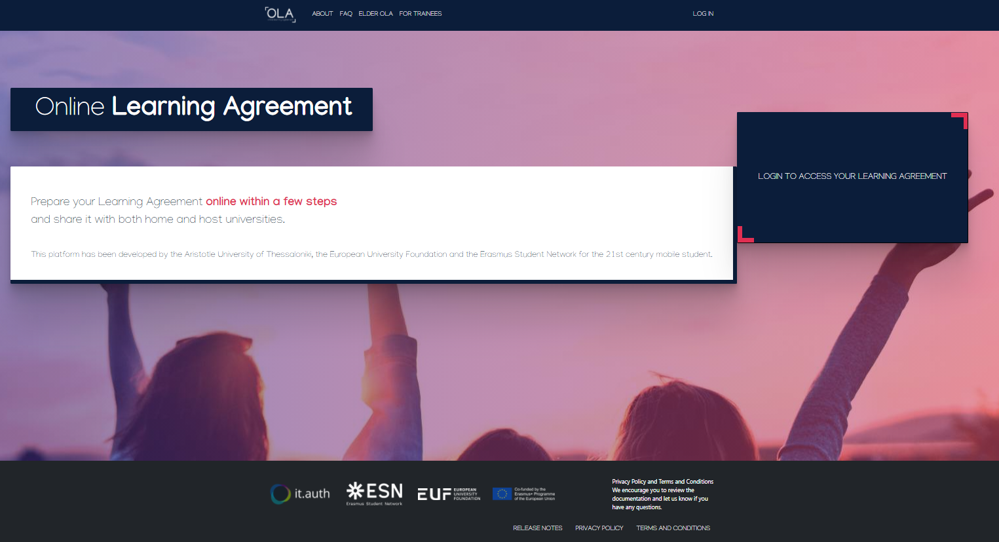 OLA
ABOUT FAQ ELDER OLA FOR TRAINEES
LOG IN
Online Learning Agreement
Prepare your Learning Agreement online within a few steps
and share it with both home and host universities.
This platform has been developed by the Aristotle University of Thessaloniki, the European University Foundation and the Erasmus Student Network for the 21st century mobile student.
LOGIN TO ACCESS YOUR LEARNING AGREEMENT
it.auth
ESN
Erasmus Student Network
EUF
EUROPEAN
UNIVERSITY
FOUNDATION
Co-funded by the
Erasmus+ Programme
of the European Union
Privacy Policy and Terms and Conditions
We encourage you to review the
documentation and let us know if you
have any questions.
RELEASE NOTES PRIVACY POLICY TERMS AND CONDITIONS